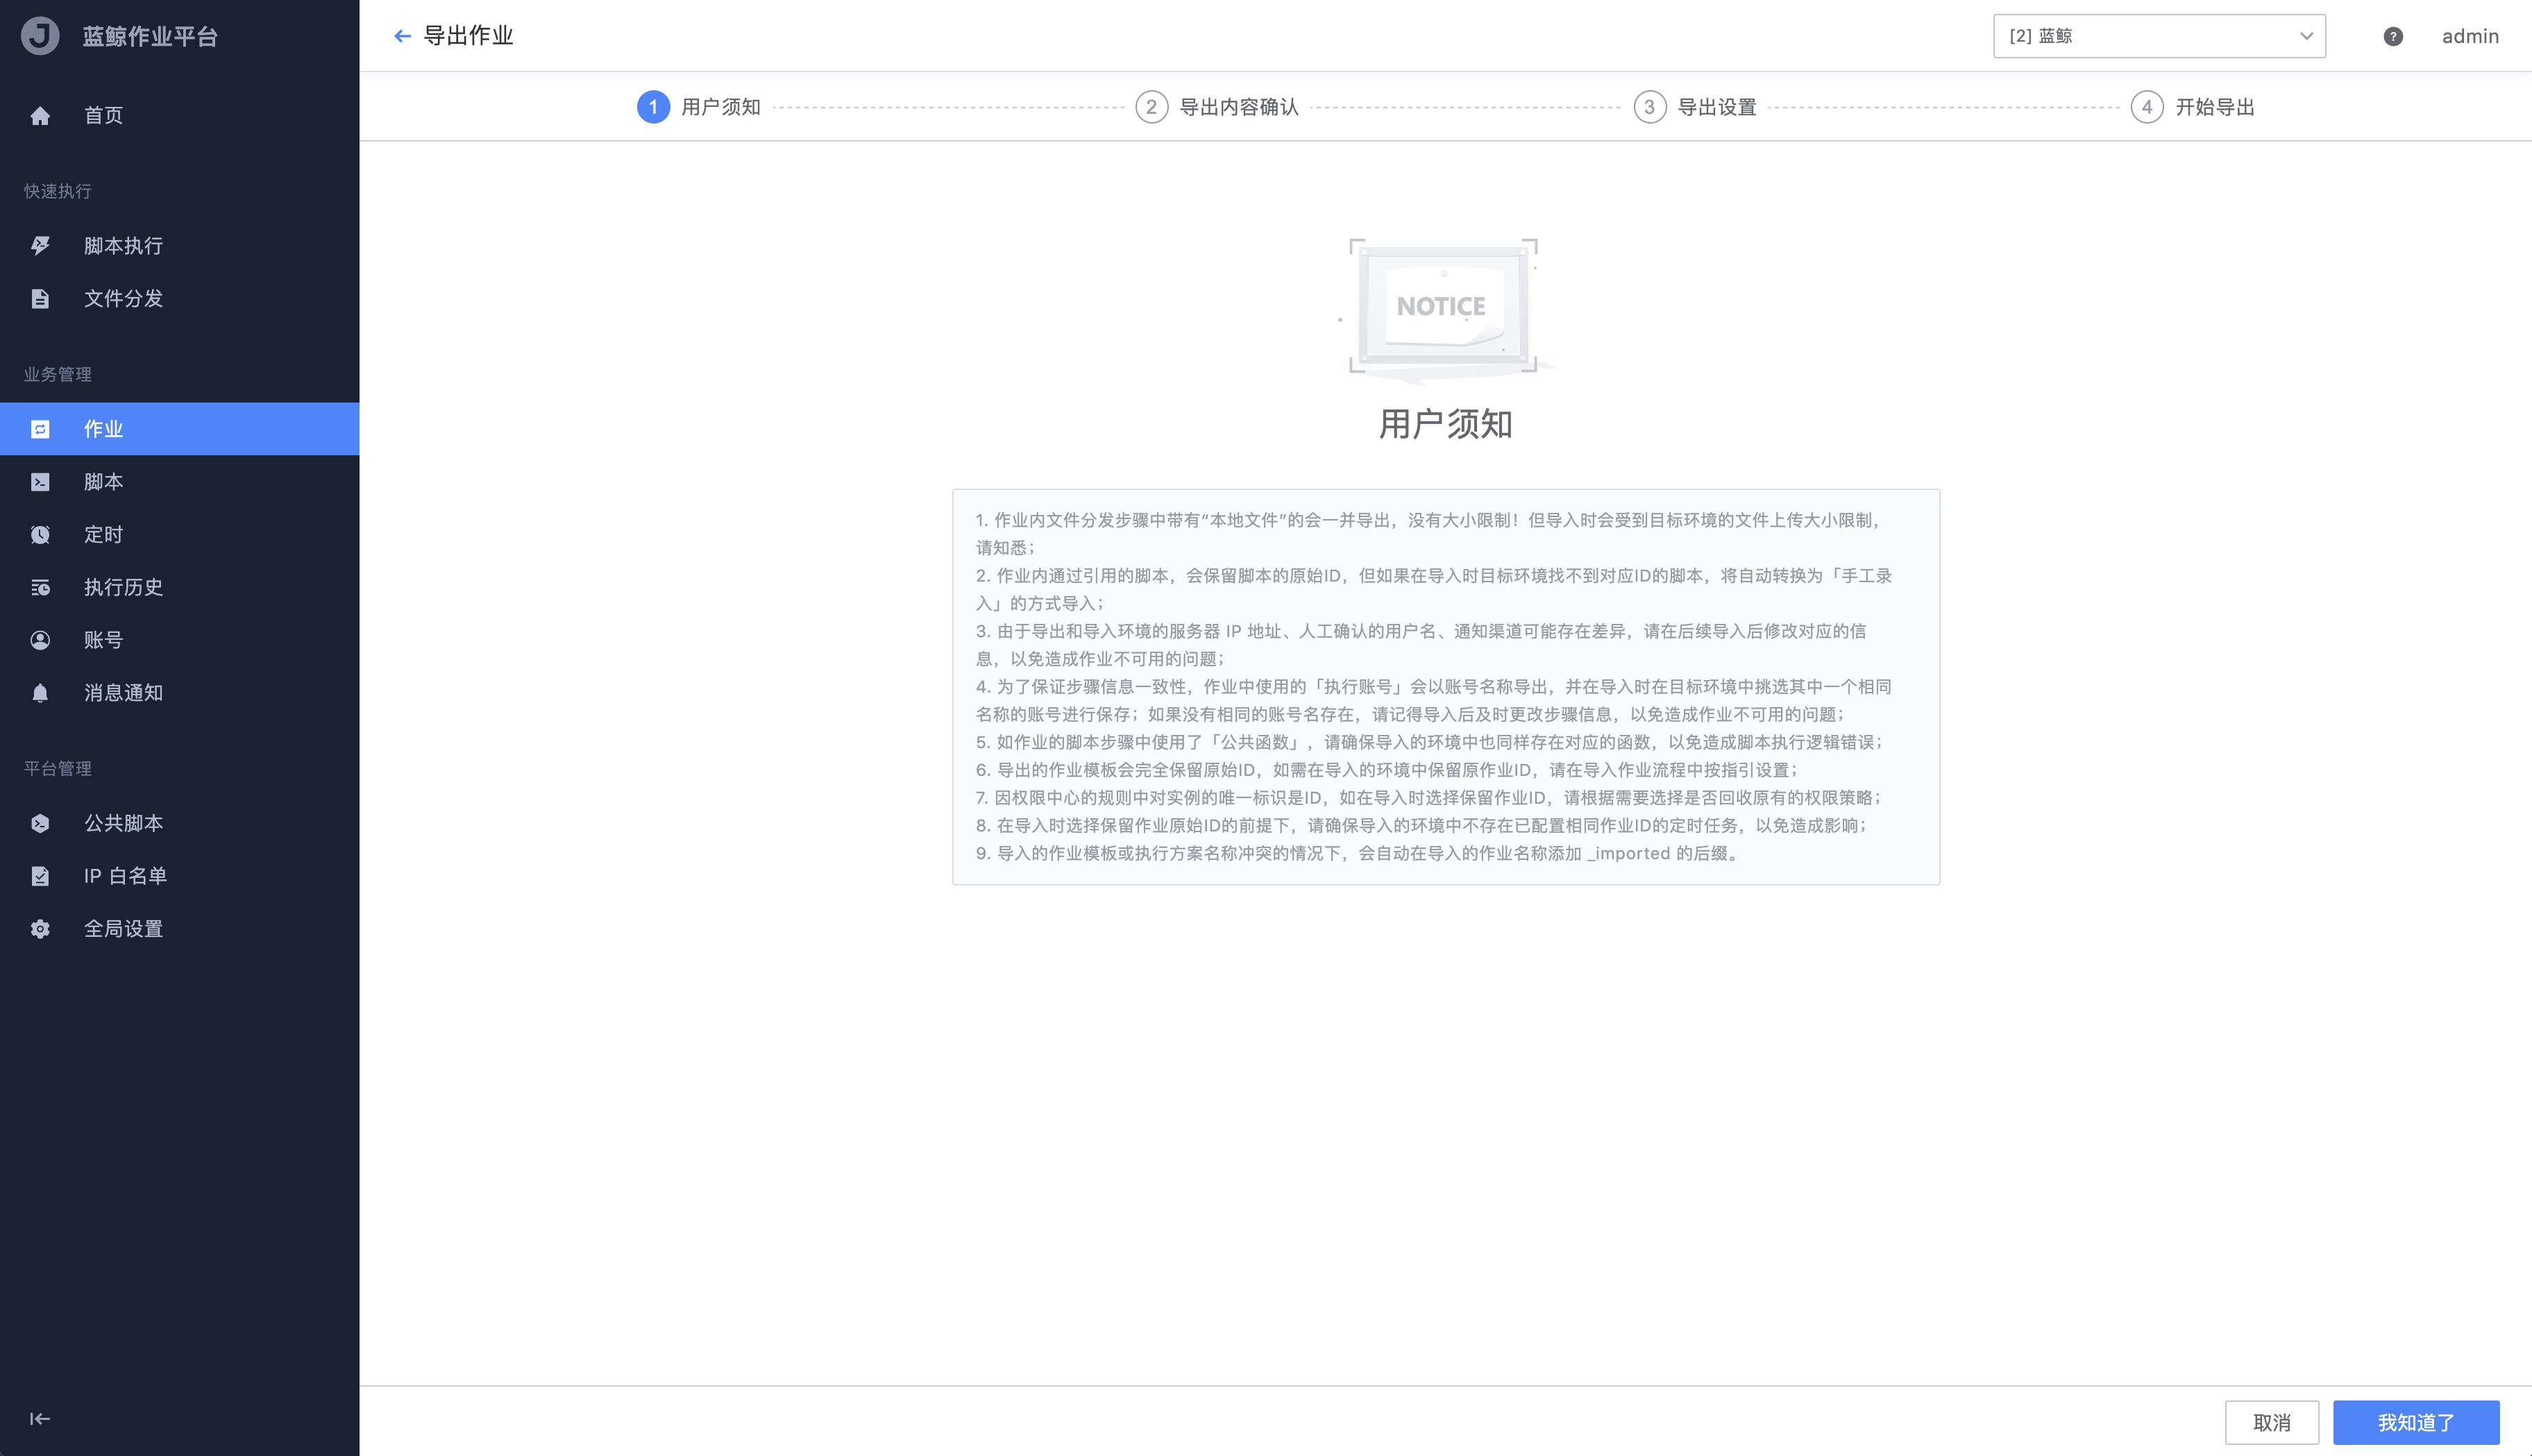 蓝鲸作业平台
首页
快速执行
脚本执行
文件分发
业务管理
作业
脚本
定时
执行历史
账号
消息通知
平台管理
公共脚本
IP 白名单
全局设置
导出作业
[2] 蓝鲸
admin
1 用户须知
2 导出内容确认
3 导出设置
4 开始导出
NOTICE
用户须知
1. 作业内文件分发步骤中带有“本地文件”的会一并导出，没有大小限制！但导入时会受到目标环境的文件上传大小限制，
请知悉；
2. 作业内通过引用的脚本，会保留脚本的原始ID，但如果在导入时目标环境找不到对应ID的脚本，将自动转换为「手工录
入」的方式导入；
3. 由于导出和导入环境的服务器 IP 地址、人工确认的用户名、通知渠道可能存在差异，请在后续导入后修改对应的信
息，以免造成作业不可用的问题；
4. 为了保证步骤信息一致性，作业中使用的「执行账号」会以账号名称导出，并在导入时在目标环境中挑选其中一个相同
名称的账号进行保存；如果没有相同的账号名存在，请记得导入后及时更改步骤信息，以免造成作业不可用的问题；
5. 如作业的脚本步骤中使用了「公共函数」，请确保导入的环境中也同样存在对应的函数，以免造成脚本执行逻辑错误；
6. 导出的作业模板会完全保留原始ID，如需在导入的环境中保留原作业ID，请在导入作业流程中按指引设置；
7. 因权限中心的规则中对实例的唯一标识是ID，如在导入时选择保留作业ID，请根据需要选择是否回收原有的权限策略；
8. 在导入时选择保留作业原始ID的前提下，请确保导入的环境中不存在已配置相同作业ID的定时任务，以免造成影响；
9. 导入的作业模板或执行方案名称冲突的情况下，会自动在导入的作业名称添加 _imported 的后缀。
取消
我知道了